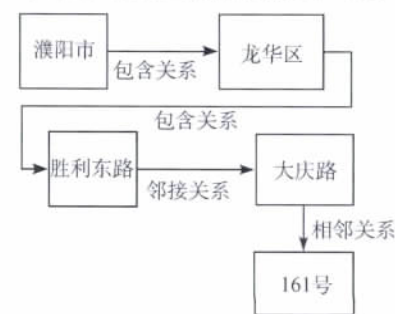 濮阳市
包含关系
龙华区
包含关系
胜利东路
邻接关系
大庆路
相邻关系
161号